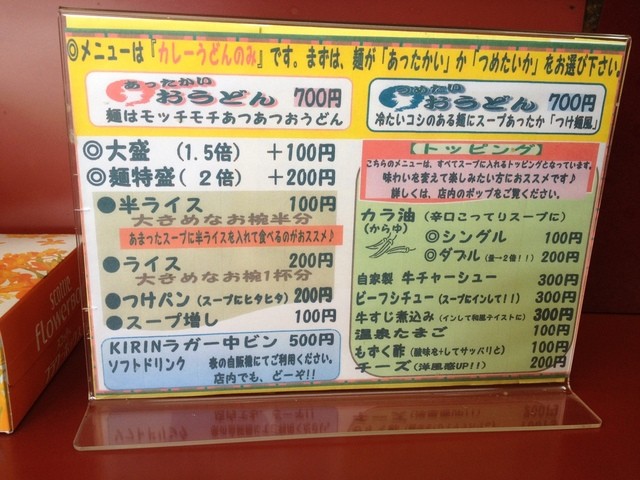 ◎メニューは『カレーうどんのみ』です。まずは、麺が「あったかい」か「つめたいか」をお選び下さい。
あったかい
おうどん 700円
麺はモッチモチあつあつおうどん
つめたい
おうどん 700円
冷たいコシのある麺にスープあったか「つけ麺風」
◎大盛 (1.5倍) +100円
◎麺特盛 (2倍) +200円
●半ライス 100円
大きめなお椀半分
あまったスープに半ライスを入れて食べるのがおススメ♪
●ライス 200円
大きめなお椀1杯分
●つけパン(スープにヒタヒタ) 200円
●スープ増し 100円
KIRINラガー中ビン 500円
ソフトドリンク 表の自販機にてご利用ください。
店内でも、どーぞ!!
【トッピング】
こちらのメニューは、すべてスープに入れるトッピングとなっています。
味わいを変えて楽しみたい方におススメです♪
詳しくは、店内のポップをご覧ください。
カラ油 (辛口こってりスープに)
(からゆ)
◎シングル 100円
◎ダブル 200円
自家製 牛チャーシュー 300円
ビーフシチュー (スープにインして!!) 300円
牛すじ煮込み (インして和風テイストに) 300円
温泉たまご 100円
もずく酢 (酸味を+してサッパリと) 100円
チーズ (洋風感UP!!) 200円